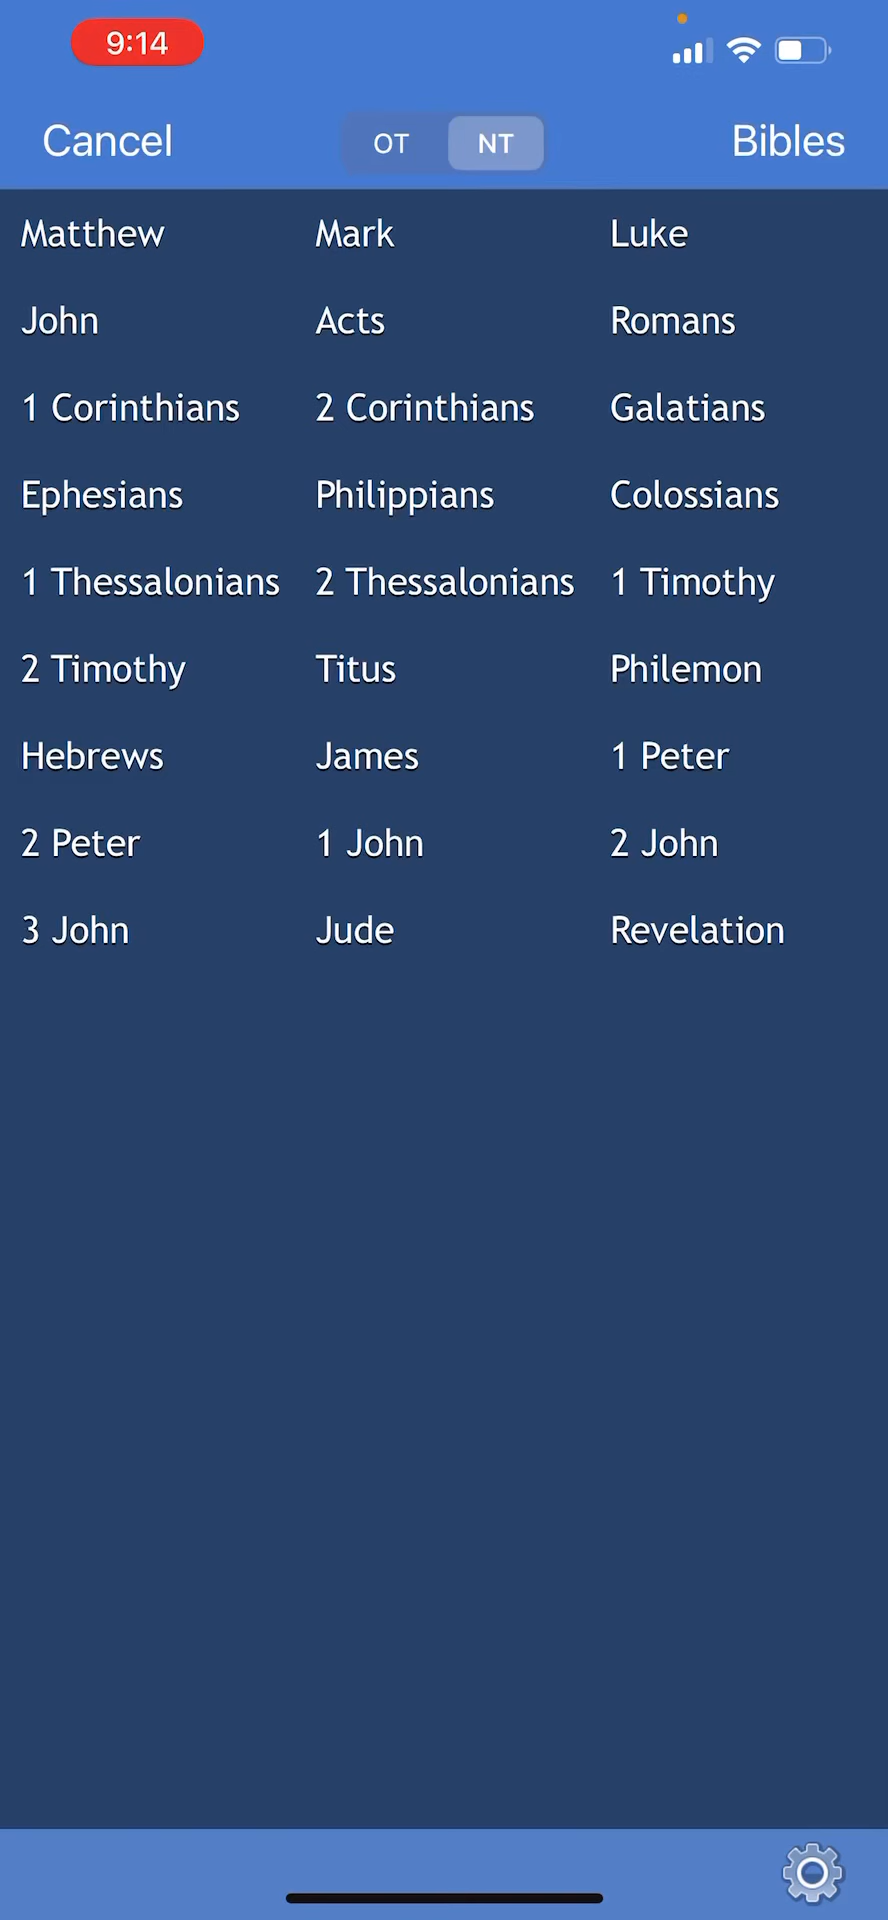 9:14
Cancel OT NT Bibles
Matthew Mark Luke
John Acts Romans
1 Corinthians 2 Corinthians Galatians
Ephesians Philippians Colossians
1 Thessalonians 2 Thessalonians 1 Timothy
2 Timothy Titus Philemon
Hebrews James 1 Peter
2 Peter 1 John 2 John
3 John Jude Revelation